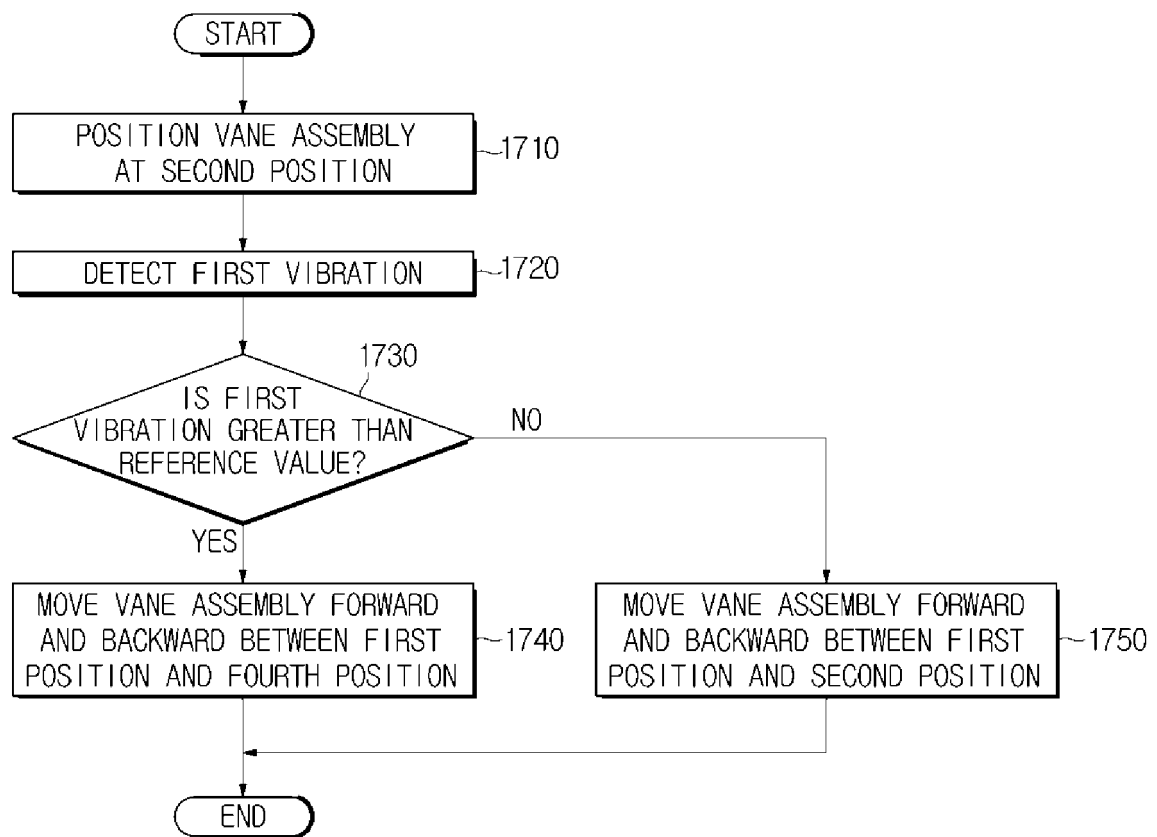 START
POSITION VANE ASSEMBLY
AT SECOND POSITION
1710
DETECT FIRST VIBRATION
1720
1730
IS FIRST
VIBRATION GREATER THAN
REFERENCE VALUE?
NO
YES
MOVE VANE ASSEMBLY FORWARD
AND BACKWARD BETWEEN FIRST
POSITION AND FOURTH POSITION
1740
MOVE VANE ASSEMBLY FORWARD
AND BACKWARD BETWEEN FIRST
POSITION AND SECOND POSITION
1750
END